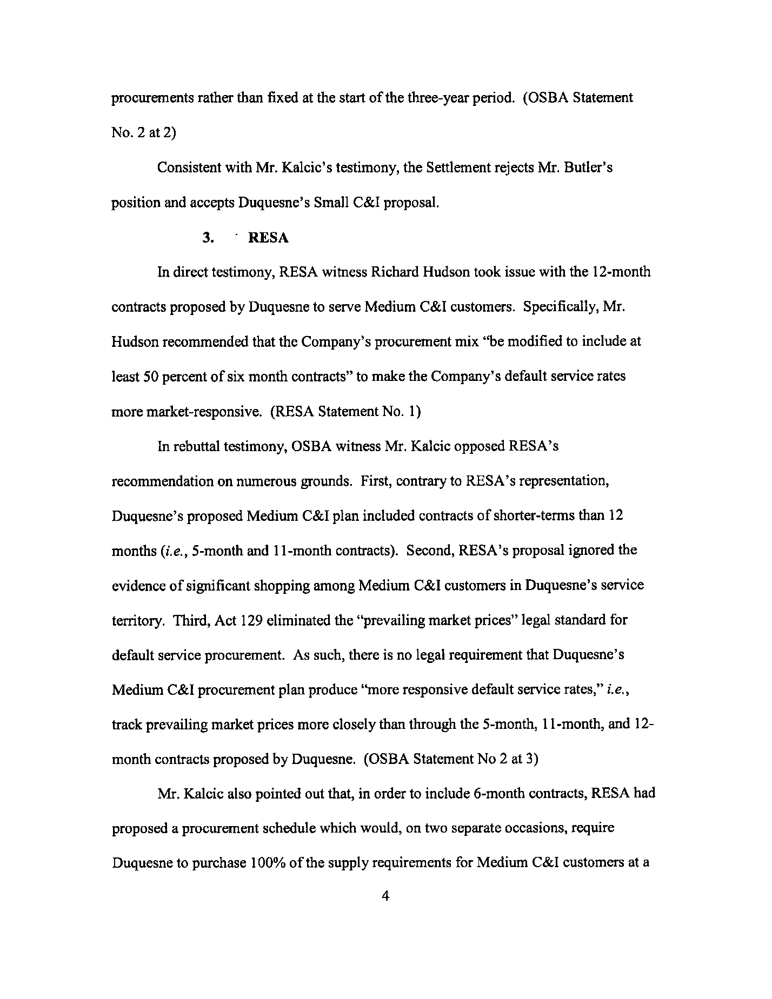 procurements rather than fixed at the start of the three-year period.  (OSBA Statement
No. 2 at 2)
Consistent with Mr. Kalcic's testimony, the Settlement rejects Mr. Butler's
position and accepts Duquesne's Small C&I proposal.
3. RESA
In direct testimony, RESA witness Richard Hudson took issue with the 12-month
contracts proposed by Duquesne to serve Medium C&I customers.  Specifically, Mr.
Hudson recommended that the Company's procurement mix “be modified to include at
least 50 percent of six month contracts” to make the Company's default service rates
more market-responsive.  (RESA Statement No. 1)
In rebuttal testimony, OSBA witness Mr. Kalcic opposed RESA's
recommendation on numerous grounds.  First, contrary to RESA's representation,
Duquesne's proposed Medium C&I plan included contracts of shorter-terms than 12
months (i.e., 5-month and 11-month contracts).  Second, RESA's proposal ignored the
evidence of significant shopping among Medium C&I customers in Duquesne's service
territory.  Third, Act 129 eliminated the “prevailing market prices” legal standard for
default service procurement.  As such, there is no legal requirement that Duquesne's
Medium C&I procurement plan produce “more responsive default service rates,” i.e.,
track prevailing market prices more closely than through the 5-month, 11-month, and 12-
month contracts proposed by Duquesne.  (OSBA Statement No 2 at 3)
Mr. Kalcic also pointed out that, in order to include 6-month contracts, RESA had
proposed a procurement schedule which would, on two separate occasions, require
Duquesne to purchase 100% of the supply requirements for Medium C&I customers at a
4